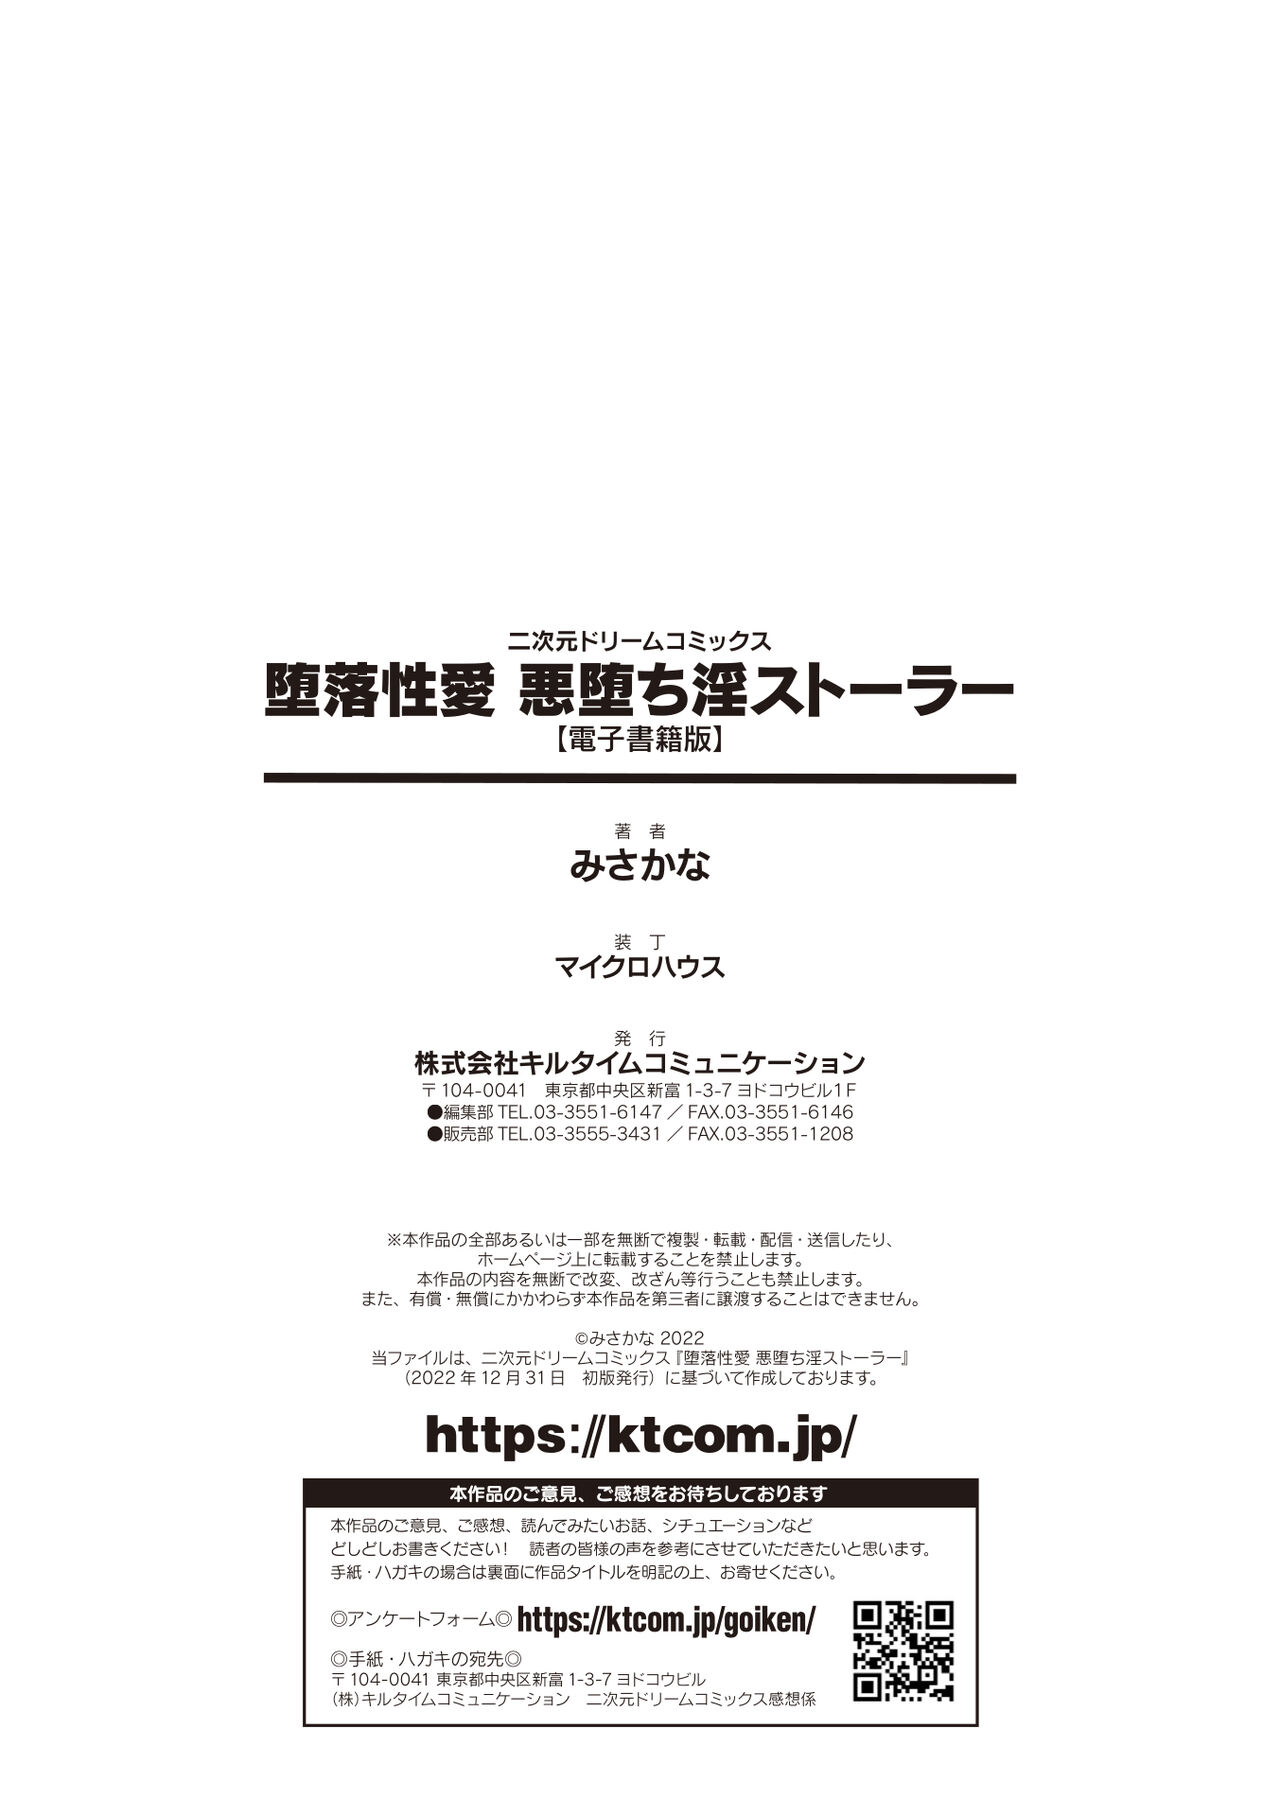 二次元ドリームコミックス
堕落性愛 悪堕ち淫ストーラー
【電子書籍版】
著　者
みさかな
装　丁
マイクロハウス
発　行
株式会社キルタイムコミュニケーション
〒104-0041　東京都中央区新富1-3-7ヨドコウビル1F
●編集部TEL.03-3551-6147／FAX.03-3551-6146
●販売部TEL.03-3555-3431／FAX.03-3551-1208
※本作品の全部あるいは一部を無断で複製・転載・配信・送信したり、
ホームページ上に転載することを禁止します。
本作品の内容を無断で改変、改ざん等行うことも禁止します。
また、有償・無償にかかわらず本作品を第三者に譲渡することはできません。
©みさかな 2022
当ファイルは、二次元ドリームコミックス『堕落性愛 悪堕ち淫ストーラー』
（2022年12月31日　初版発行）に基づいて作成しております。
https://ktcom.jp/
本作品のご意見、ご感想をお待ちしております
本作品のご意見、ご感想、読んでみたいお話、シチュエーションなど
どしどしお書きください！　読者の皆様の声を参考にさせていただきたいと思います。
手紙・ハガキの場合は裏面に作品タイトルを明記の上、お寄せください。
◎アンケートフォーム◎ https://ktcom.jp/goiken/
◎手紙・ハガキの宛先◎
〒104-0041 東京都中央区新富1-3-7ヨドコウビル
(株)キルタイムコミュニケーション　二次元ドリームコミックス感想係